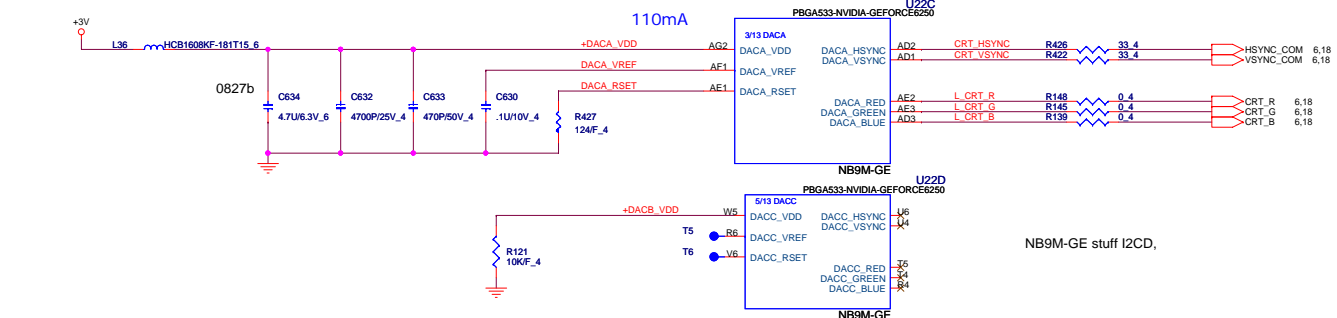 U22C
PBGA533-NVIDIA-GEFORCE6250
110mA
+3V
L36 HCB1608KF-181T15_6
+DACA_VDD AG2
DACA_VREF AF1
DACA_RSET AE1
3/13 DACA
DACA_VDD DACA_HSYNC
DACA_VREF DACA_VSYNC
DACA_RSET
DACA_RED
DACA_GREEN
DACA_BLUE
AD2 CRT_HSYNC R426 33_4 HSYNC_COM 6,18
AD1 CRT_VSYNC R422 33_4 VSYNC_COM 6,18
AE2 L_CRT_R R148 0_4 CRT_R 6,18
AE3 L_CRT_G R145 0_4 CRT_G 6,18
AD3 L_CRT_B R139 0_4 CRT_B 6,18
0827b
C634
4.7U/6.3V_6
C632
4700P/25V_4
C633
470P/50V_4
C630
.1U/10V_4
R427
124/F_4
NB9M-GE
U22D
PBGA533-NVIDIA-GEFORCE6250
5/13 DACC
+DACB_VDD W5 DACC_VDD DACC_HSYNC U6
DACC_VSYNC U4
T5 R6 DACC_VREF
T6 V6 DACC_RSET
DACC_RED T5
DACC_GREEN
DACC_BLUE R4
R121
10K/F_4
NB9M-GE stuff I2CD,
NB9M-GE